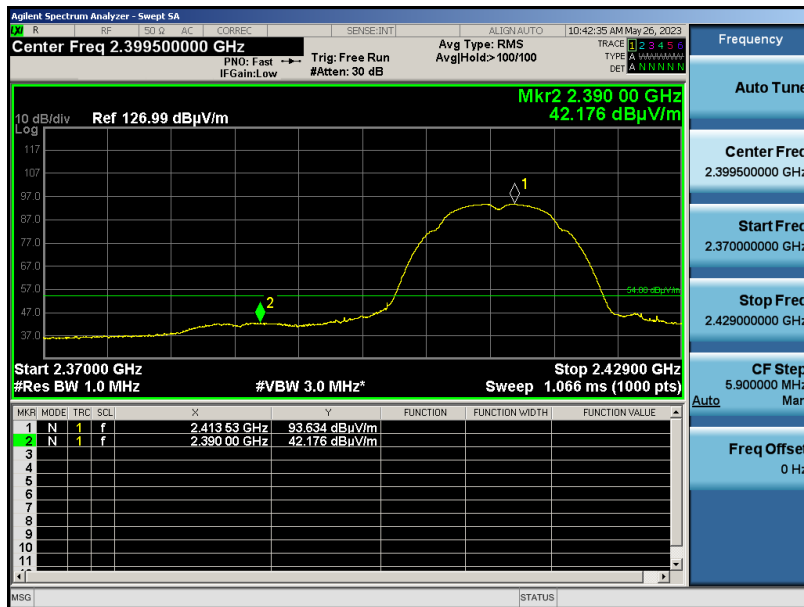 Agilent Spectrum Analyzer - Swept SA
LXI R RF 50 Ω AC CORREC SENSE:INT ALIGN AUTO 10:42:35 AM May 26, 2023
Center Freq 2.399500000 GHz
PNO: Fast
IFGain:Low
Trig: Free Run
#Atten: 30 dB
Avg Type: RMS
Avg|Hold:>100/100
TRACE 1 2 3 4 5 6
TYPE A
DET A N N N N N
Mkr2 2.390 00 GHz
42.176 dBµV/m
10 dB/div Ref 126.99 dBµV/m
Log
117
107
97.0
87.0
77.0
67.0
57.0
47.0
37.0
1
2
54.00 dBµV/m
Start 2.37000 GHz Stop 2.42900 GHz
#Res BW 1.0 MHz #VBW 3.0 MHz* Sweep 1.066 ms (1000 pts)
MKR MODE TRC SCL X Y FUNCTION FUNCTION WIDTH FUNCTION VALUE
1 N 1 f 2.413 53 GHz 93.634 dBµV/m
2 N 1 f 2.390 00 GHz 42.176 dBµV/m
3
4
5
6
7
8
9
10
11
MSG STATUS
Frequency
Auto Tune
Center Freq
2.399500000 GHz
Start Freq
2.370000000 GHz
Stop Freq
2.429000000 GHz
CF Step
5.900000 MHz
Auto Man
Freq Offset
0 Hz